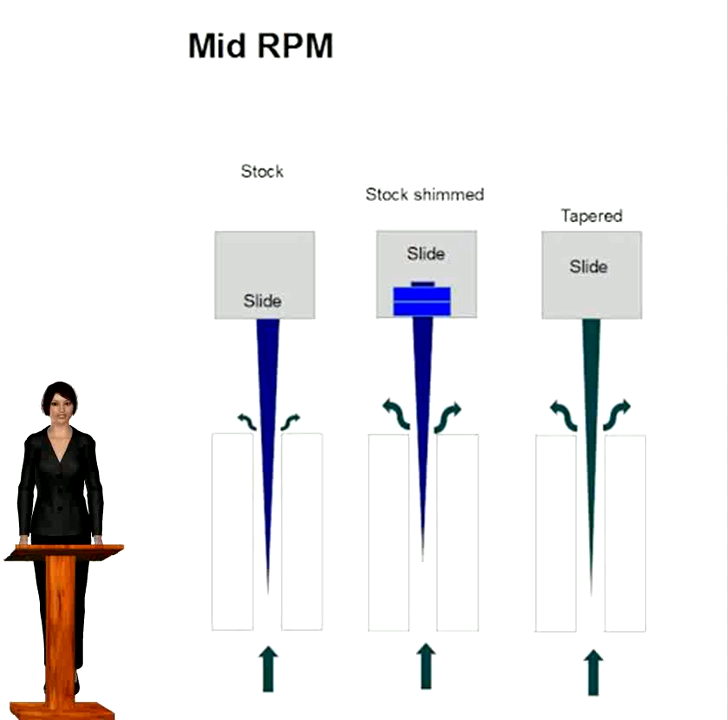 Mid RPM
Stock
Stock shimmed
Tapered
Slide
Slide
Slide